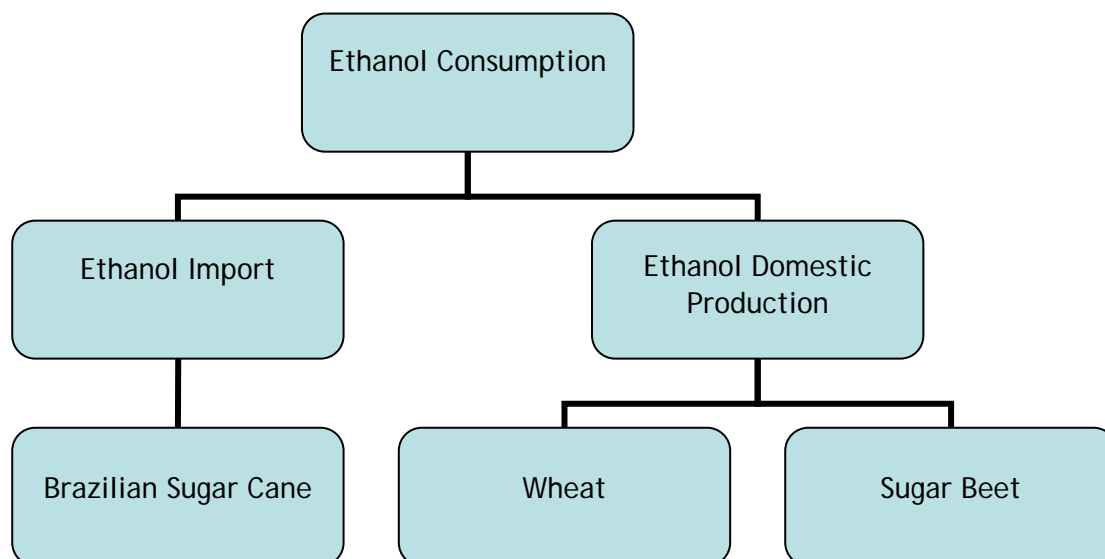 Ethanol Consumption
Ethanol Import
Ethanol Domestic
Production
Brazilian Sugar Cane
Wheat
Sugar Beet